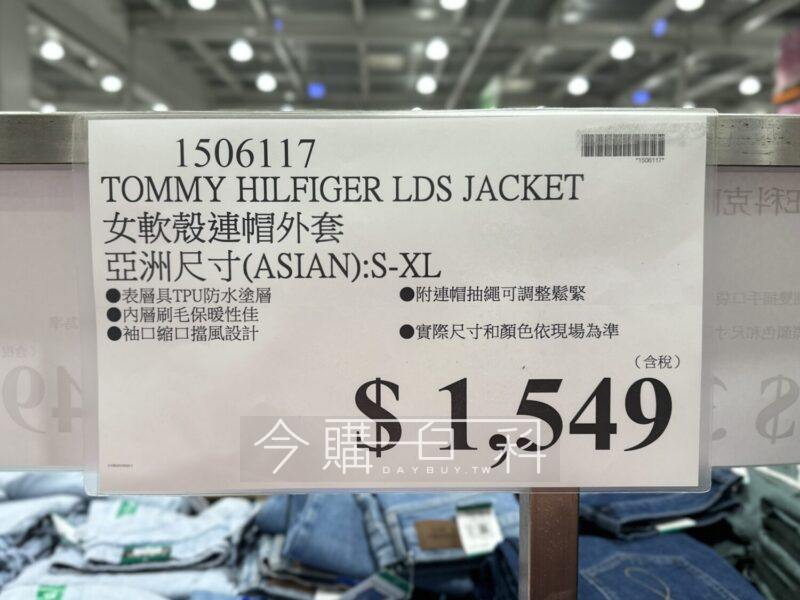 1506117
*1506117*
TOMMY HILFIGER LDS JACKET
女軟殼連帽外套
亞洲尺寸(ASIAN):S-XL
●表層具TPU防水塗層
●內層刷毛保暖性佳
●袖口縮口擋風設計
●附連帽抽繩可調整鬆緊
●實際尺寸和顏色依現場為準
(含稅)
$ 1,549
今購百科
DAYBUY.TW